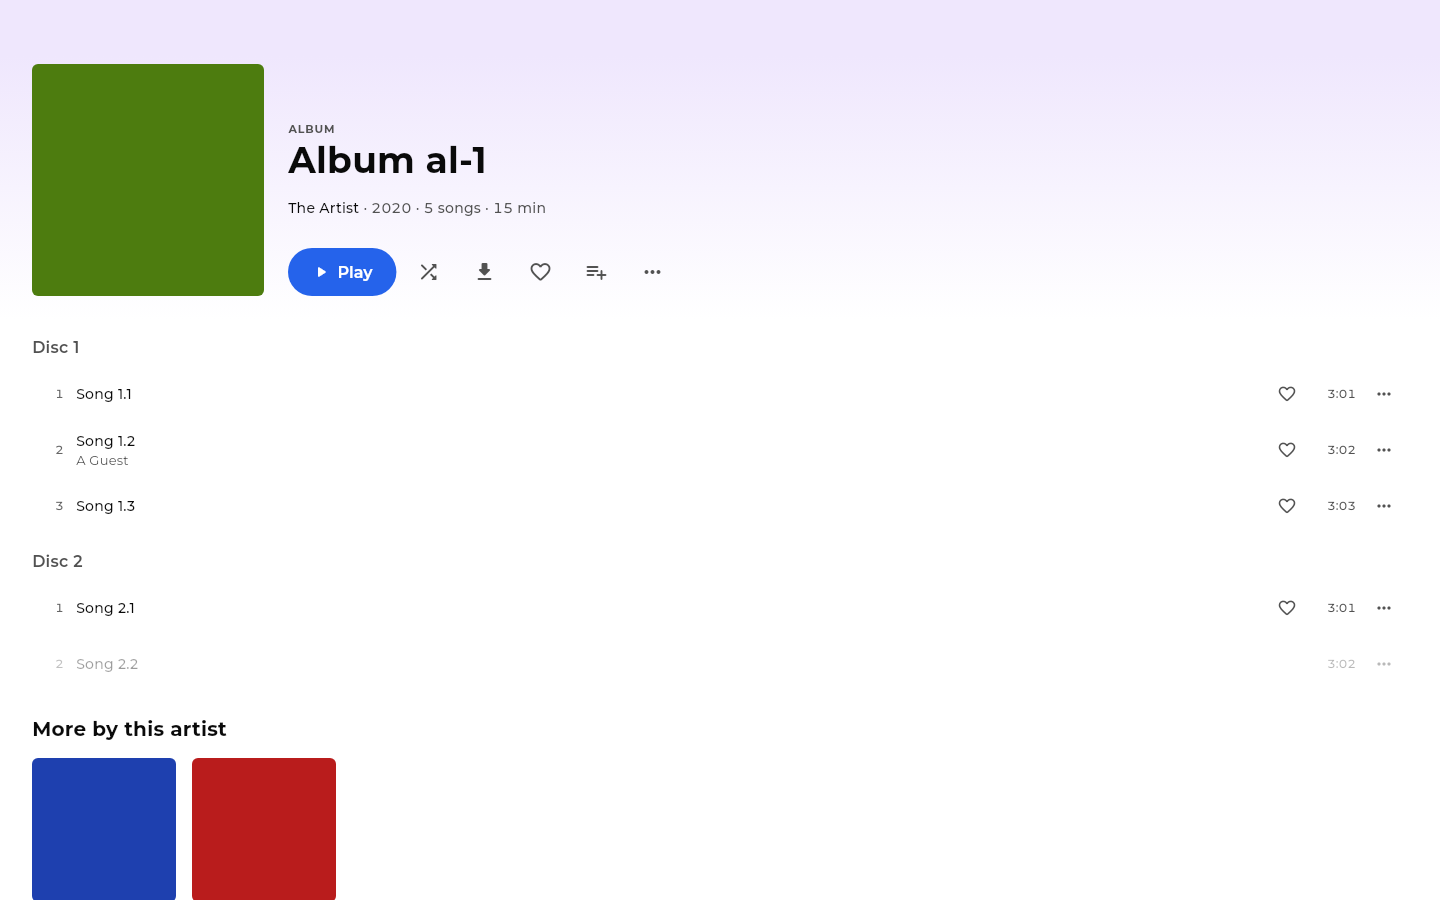 ALBUM
Album al-1
The Artist · 2020 · 5 songs · 15 min
Play
Disc 1
1 Song 1.1 3:01
2 Song 1.2 3:02
A Guest
3 Song 1.3 3:03
Disc 2
1 Song 2.1 3:01
2 Song 2.2 3:02
More by this artist